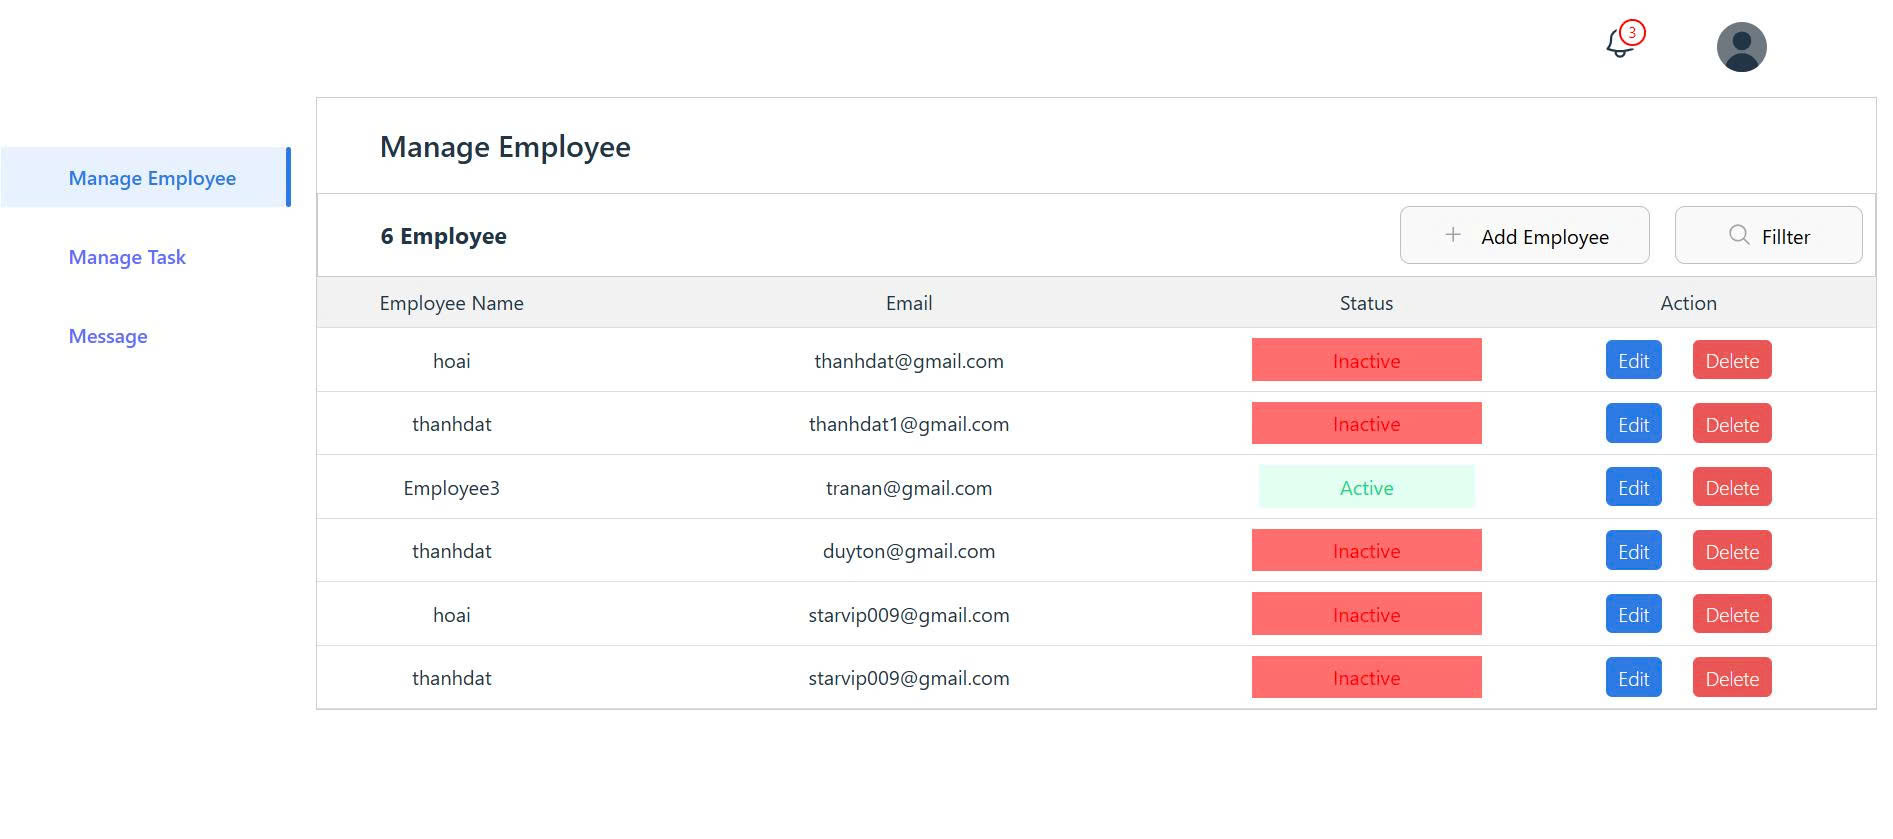 3
Manage Employee
Manage Employee
Manage Task
Message
6 Employee
Add Employee
Fillter
Employee Name Email Status Action
hoai thanhdat@gmail.com Inactive Edit Delete
thanhdat thanhdat1@gmail.com Inactive Edit Delete
Employee3 tranan@gmail.com Active Edit Delete
thanhdat duyton@gmail.com Inactive Edit Delete
hoai starvip009@gmail.com Inactive Edit Delete
thanhdat starvip009@gmail.com Inactive Edit Delete